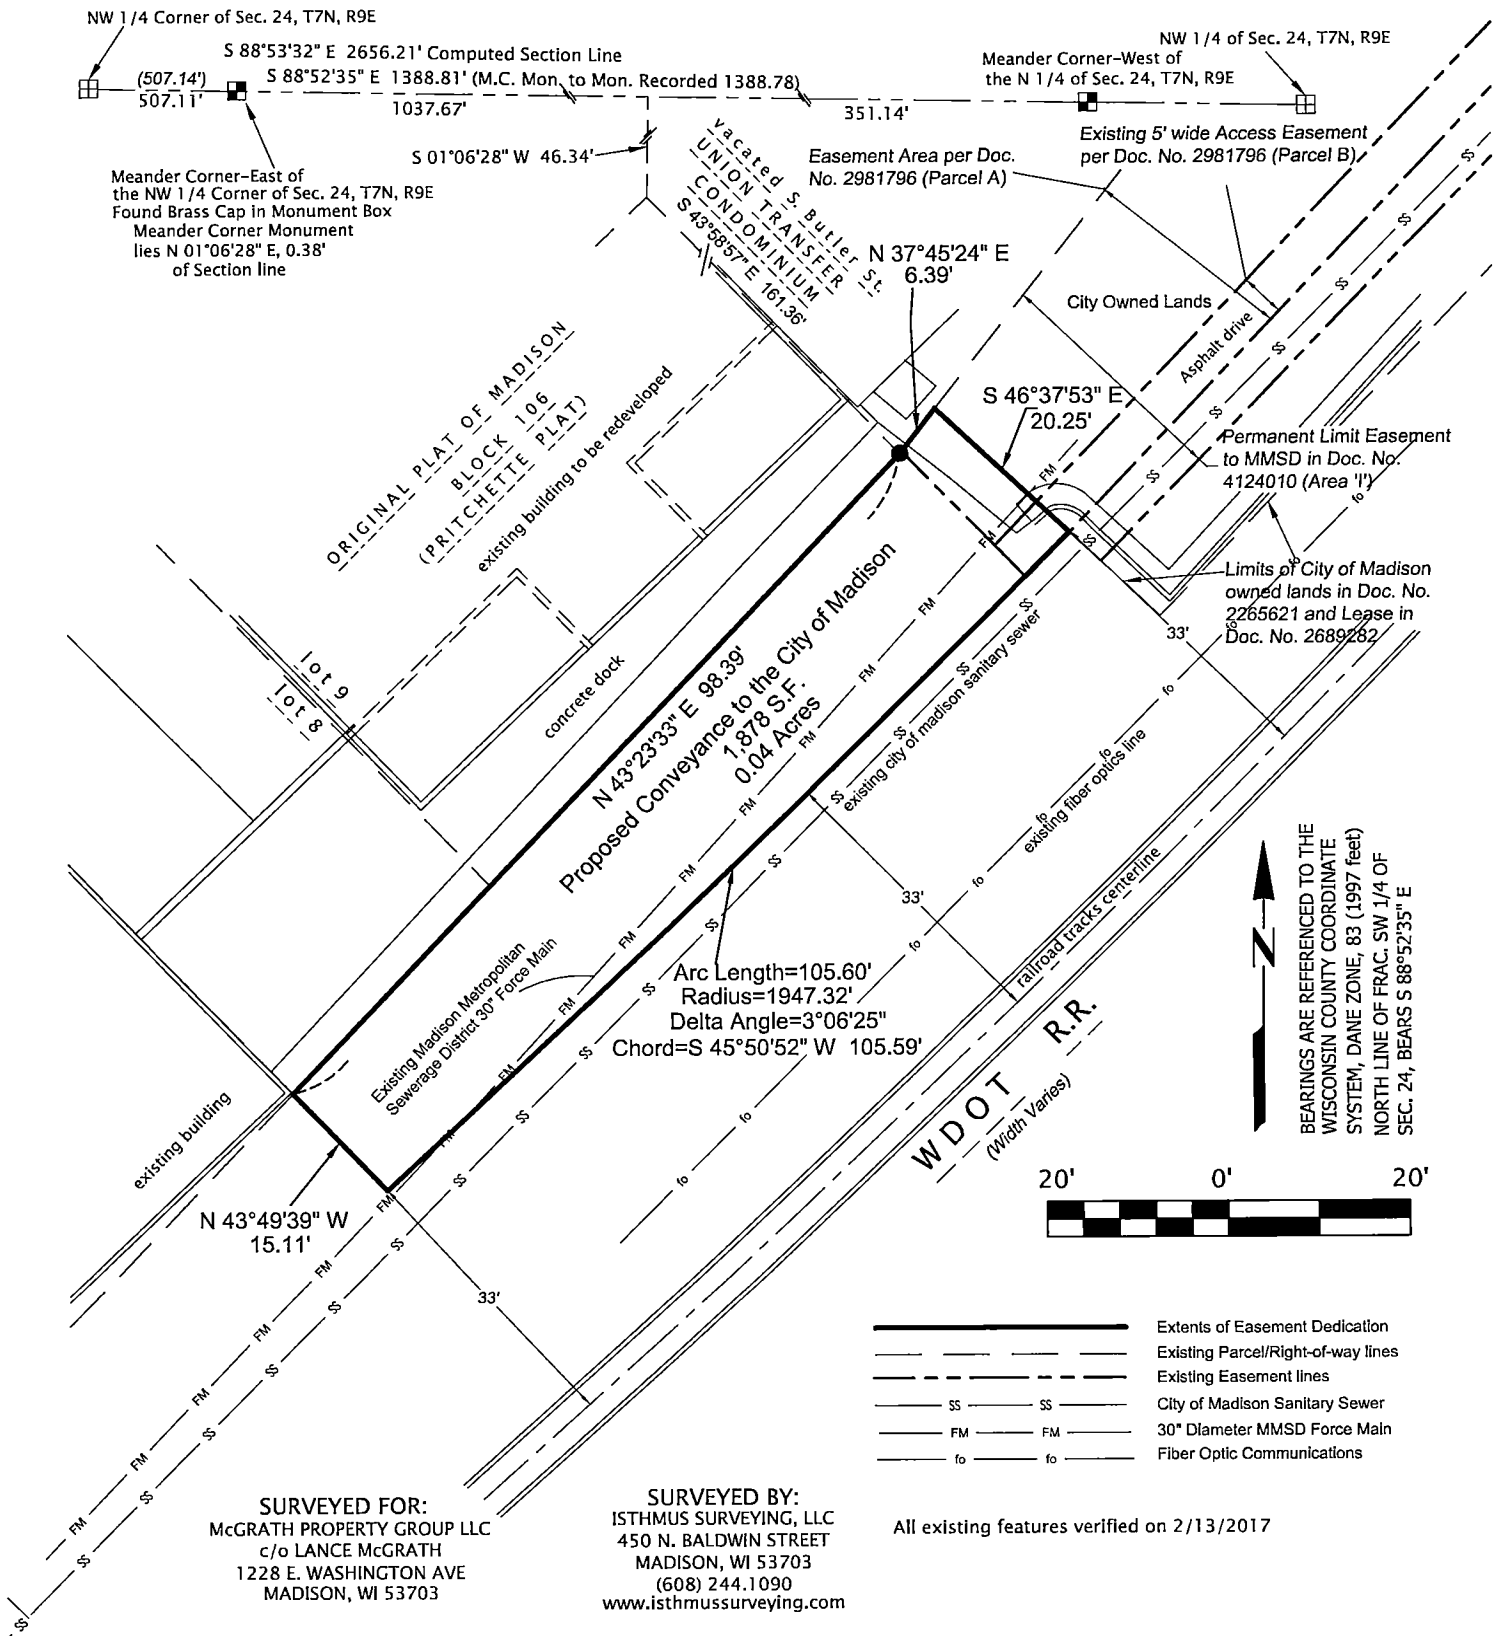 NW 1/4 Corner of Sec. 24, T7N, R9E
S 88°53'32" E 2656.21' Computed Section Line
(507.14')
S 88°52'35" E 1388.81' (M.C. Mon. to Mon. Recorded 1388.78)
507.11'
1037.67'
351.14'
NW 1/4 of Sec. 24, T7N, R9E
Meander Corner-West of
the N 1/4 of Sec. 24, T7N, R9E
S 01°06'28" W 46.34'
Meander Corner-East of
the NW 1/4 Corner of Sec. 24, T7N, R9E
Found Brass Cap in Monument Box
Meander Corner Monument
lies N 01°06'28" E, 0.38'
of Section line
vacated S. Butler St.
UNION TRANSFER
CONDOMINIUM
S 43°58'57" E 161.36'
Easement Area per Doc.
No. 2981796 (Parcel A)
Existing 5' wide Access Easement
per Doc. No. 2981796 (Parcel B)
N 37°45'24" E
6.39'
City Owned Lands
Asphalt drive
S 46°37'53" E
20.25'
Permanent Limit Easement
to MMSD in Doc. No.
4124010 (Area 'I')
Limits of City of Madison
owned lands in Doc. No.
2265621 and Lease in
Doc. No. 2689282
ORIGINAL PLAT OF MADISON
BLOCK 106
(PRITCHETTE PLAT)
existing building to be redeveloped
lot 9
lot 8
concrete dock
N 43°23'33" E 98.39'
Proposed Conveyance to the City of Madison
1,878 S.F.
0.04 Acres
existing city of madison sanitary sewer
existing fiber optics line
railroad tracks centerline
33'
33'
33'
Existing Madison Metropolitan
Sewerage District 30" Force Main
Arc Length=105.60'
Radius=1947.32'
Delta Angle=3°06'25"
Chord=S 45°50'52" W 105.59'
existing building
N 43°49'39" W
15.11'
WDOT R.R.
(Width Varies)
N
BEARINGS ARE REFERENCED TO THE
WISCONSIN COUNTY COORDINATE
SYSTEM, DANE ZONE, 83 (1997 feet)
NORTH LINE OF FRAC. SW 1/4 OF
SEC. 24, BEARS S 88°52'35" E
20' 0' 20'
Extents of Easement Dedication
Existing Parcel/Right-of-way lines
Existing Easement lines
SS SS City of Madison Sanitary Sewer
FM FM 30" Diameter MMSD Force Main
fo fo Fiber Optic Communications
SURVEYED FOR:
McGRATH PROPERTY GROUP LLC
c/o LANCE McGRATH
1228 E. WASHINGTON AVE
MADISON, WI 53703
SURVEYED BY:
ISTHMUS SURVEYING, LLC
450 N. BALDWIN STREET
MADISON, WI 53703
(608) 244.1090
www.isthmussurveying.com
All existing features verified on 2/13/2017